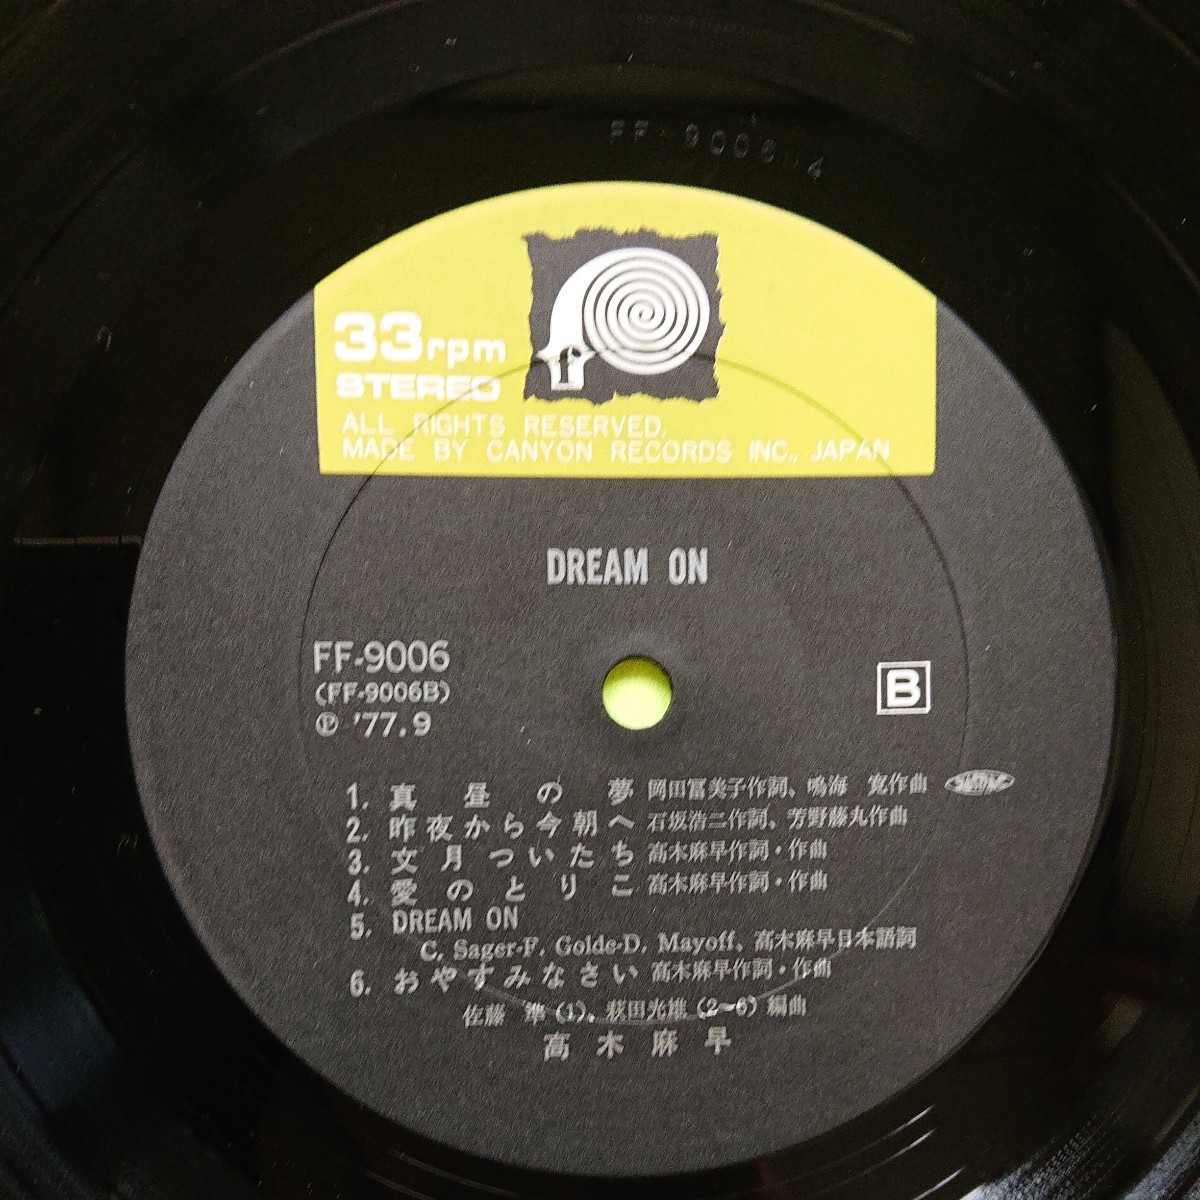 FF-9006 4
33rpm
STEREO
f
ALL RIGHTS RESERVED.
MADE BY CANYON RECORDS INC., JAPAN
DREAM ON
FF-9006
(FF-9006B)
℗ '77.9
B
1. 真昼の夢 岡田冨美子作詞、鳴海 寛作曲
2. 昨夜から今朝へ 石坂浩二作詞、芳野藤丸作曲
3. 文月ついたち 高木麻早作詞・作曲
4. 愛のとりこ 高木麻早作詞・作曲
5. DREAM ON
C. Sager-F. Golde-D. Mayoff、高木麻早日本語詞
6. おやすみなさい 高木麻早作詞・作曲
佐藤 準(1)、萩田光雄(2~6)編曲
高木麻早